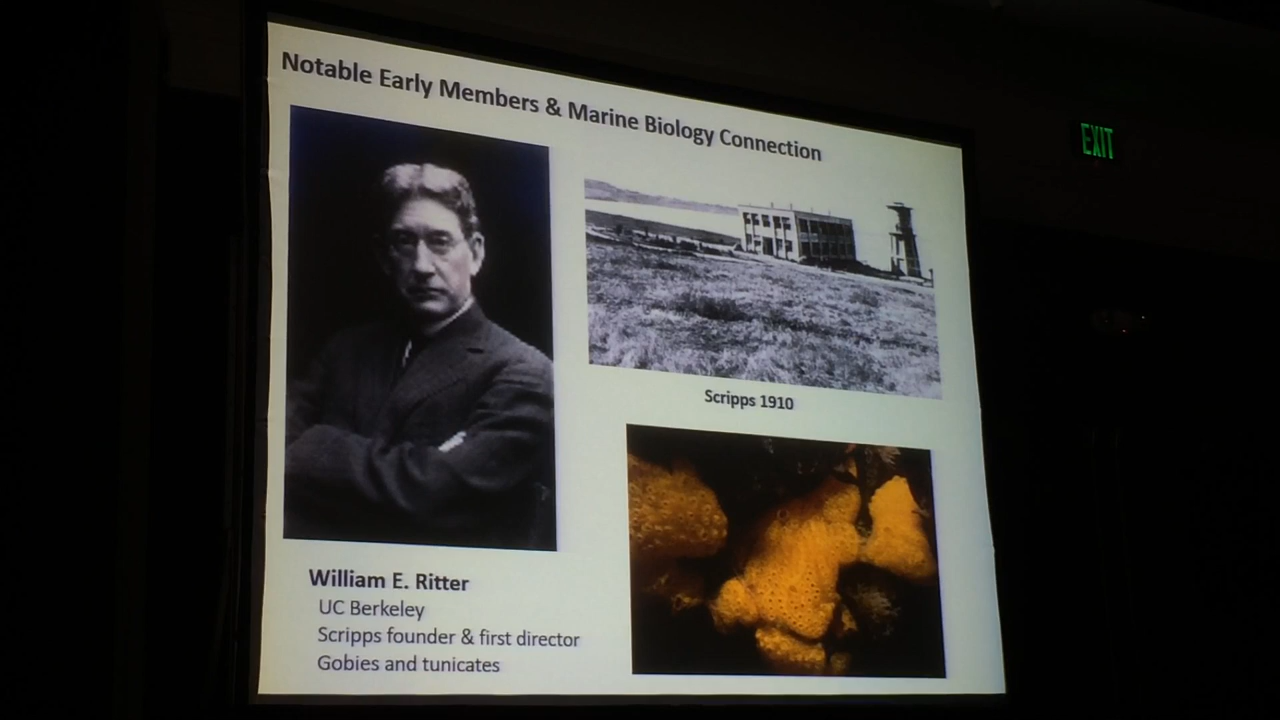 Notable Early Members & Marine Biology Connection
EXIT
Scripps 1910
William E. Ritter
UC Berkeley
Scripps founder & first director
Gobies and tunicates